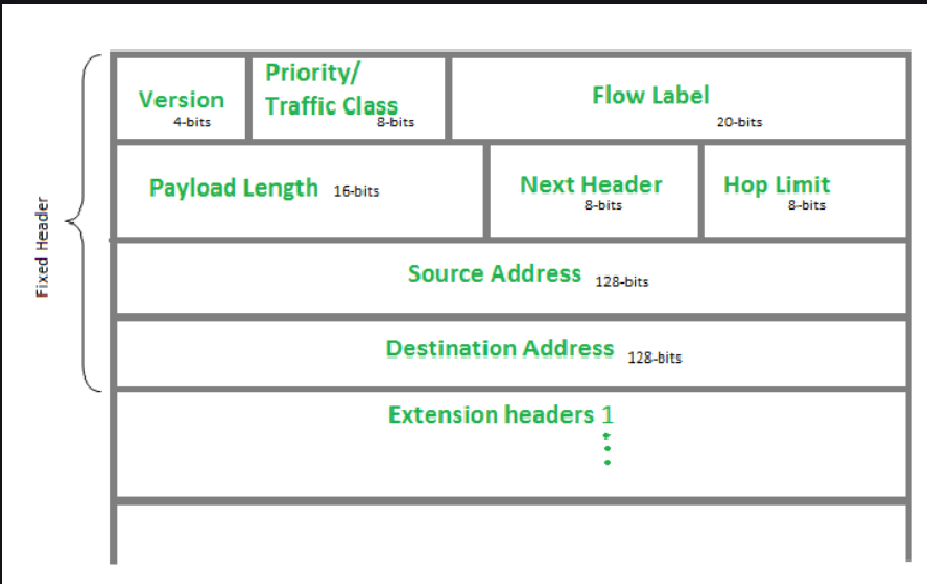 Fixed Header
Version
4-bits
Priority/
Traffic Class
8-bits
Flow Label
20-bits
Payload Length 16-bits
Next Header
8-bits
Hop Limit
8-bits
Source Address 128-bits
Destination Address 128-bits
Extension headers 1